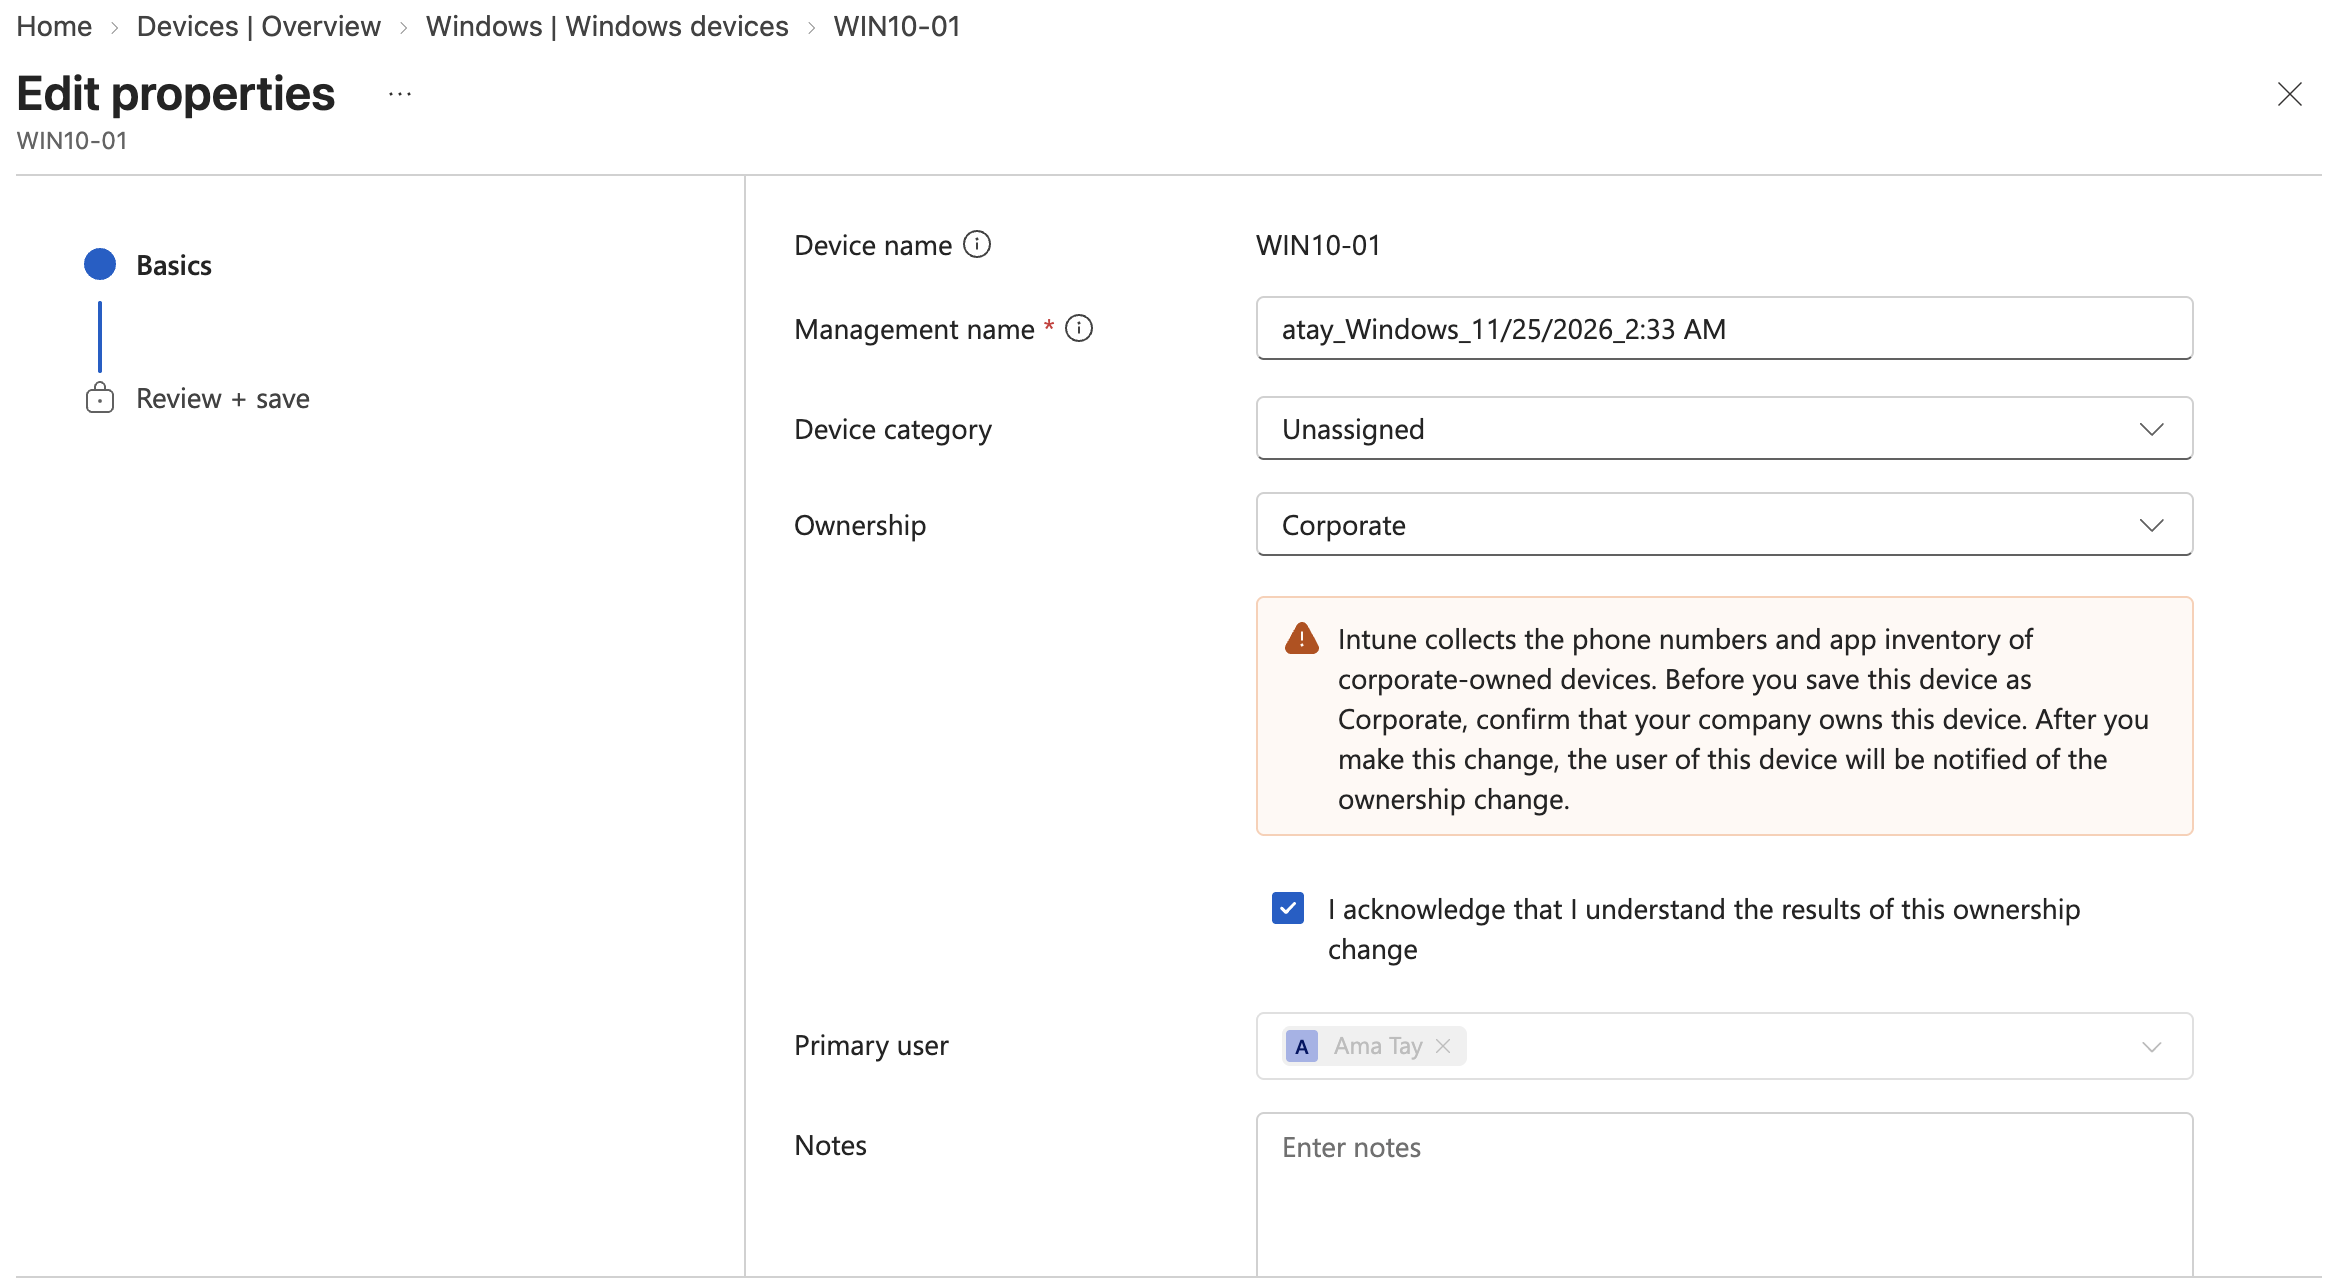 Home > Devices | Overview > Windows | Windows devices > WIN10-01
Edit properties ...
WIN10-01
Basics
Review + save
Device name
WIN10-01
Management name *
atay_Windows_11/25/2026_2:33 AM
Device category
Unassigned
Ownership
Corporate
Intune collects the phone numbers and app inventory of
corporate-owned devices. Before you save this device as
Corporate, confirm that your company owns this device. After you
make this change, the user of this device will be notified of the
ownership change.
I acknowledge that I understand the results of this ownership
change
Primary user
A Ama Tay
Notes
Enter notes